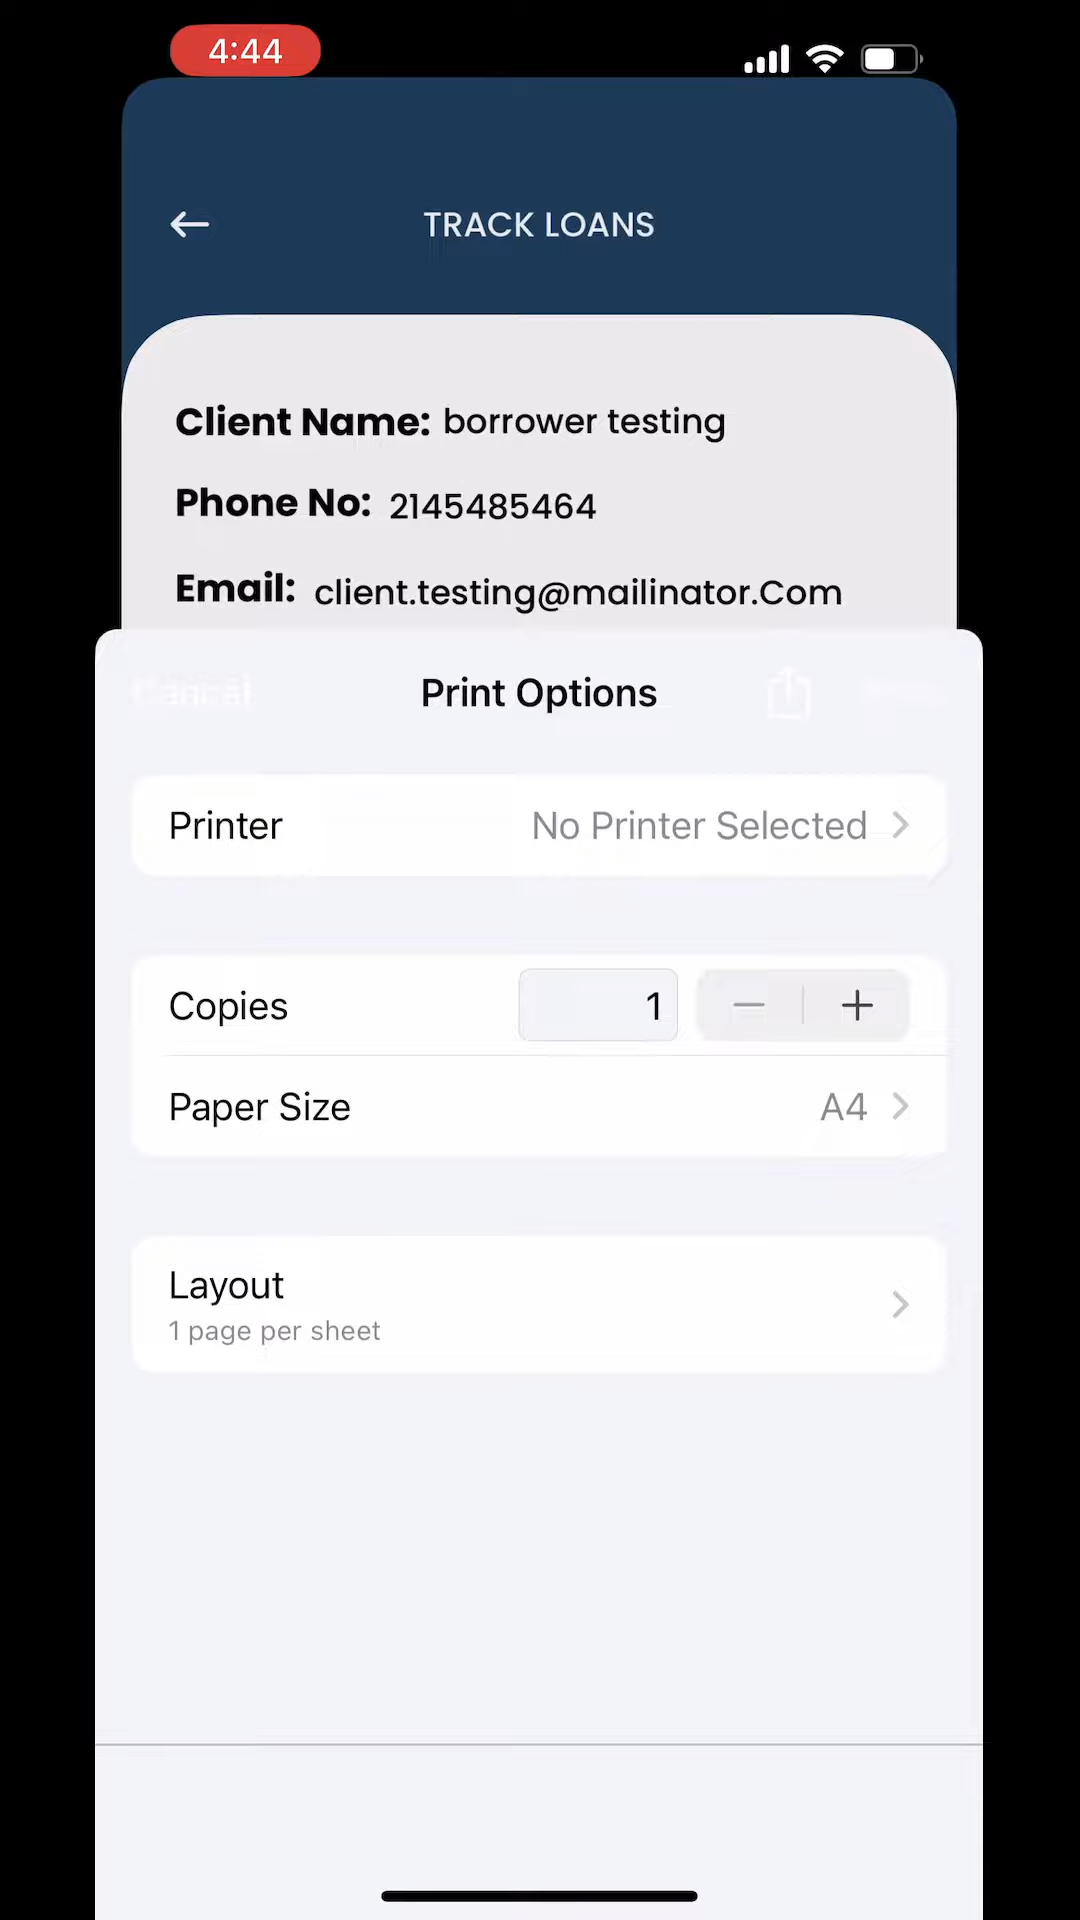 4:44
TRACK LOANS
Client Name: borrower testing
Phone No: 2145485464
Email: client.testing@mailinator.Com
Cancel
Print Options
Printer No Printer Selected
Copies 1
Paper Size A4
Layout
1 page per sheet